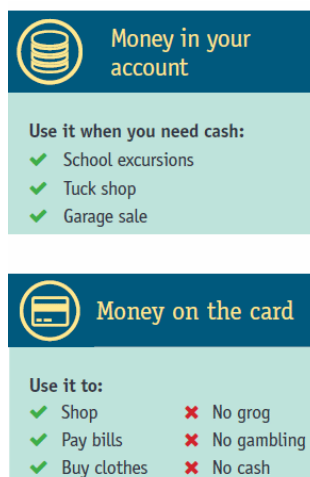 Money in your
account
Use it when you need cash:
School excursions
Tuck shop
Garage sale
Money on the card
Use it to:
Shop
Pay bills
Buy clothes
No grog
No gambling
No cash